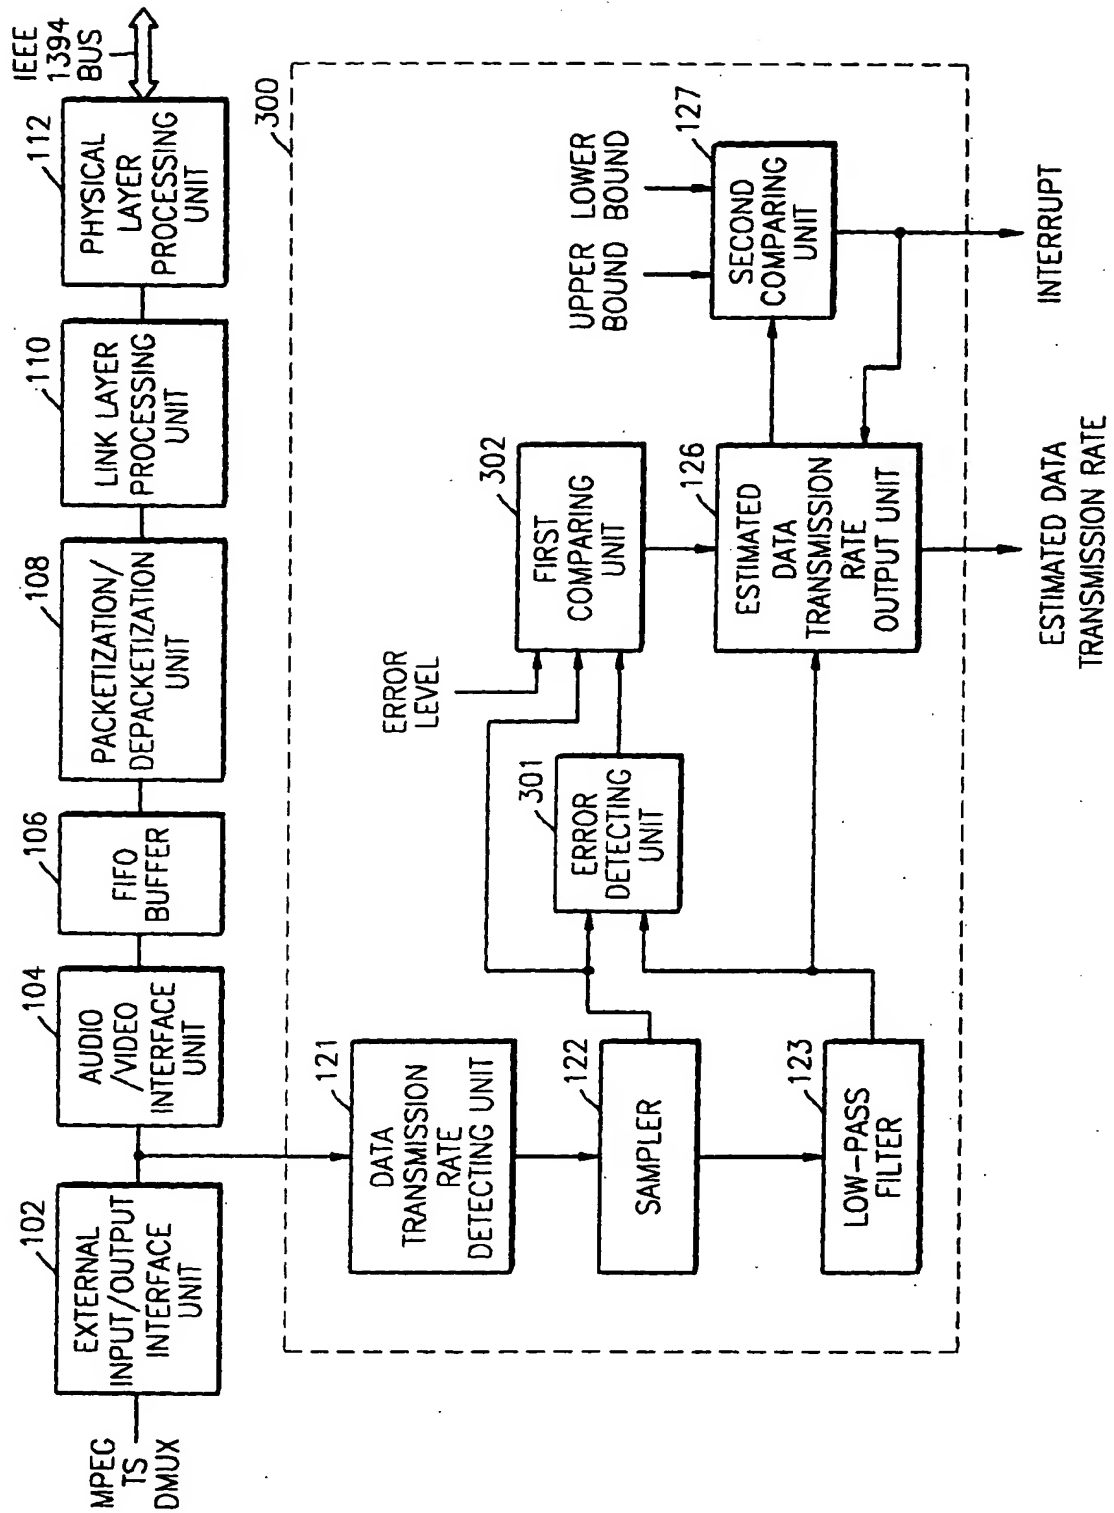 MPEG
TS
DMUX
102
EXTERNAL
INPUT/OUTPUT
INTERFACE
UNIT
104
AUDIO
/VIDEO
INTERFACE
UNIT
106
FIFO
BUFFER
108
PACKETIZATION/
DEPACKETIZATION
UNIT
110
LINK LAYER
PROCESSING
UNIT
112
PHYSICAL
LAYER
PROCESSING
UNIT
IEEE
1394
BUS
300
121
DATA
TRANSMISSION
RATE
DETECTING UNIT
122
SAMPLER
123
LOW-PASS
FILTER
301
ERROR
DETECTING
UNIT
ERROR
LEVEL
302
FIRST
COMPARING
UNIT
126
ESTIMATED
DATA
TRANSMISSION
RATE
OUTPUT UNIT
UPPER
BOUND
LOWER
BOUND
127
SECOND
COMPARING
UNIT
ESTIMATED DATA
TRANSMISSION RATE
INTERRUPT